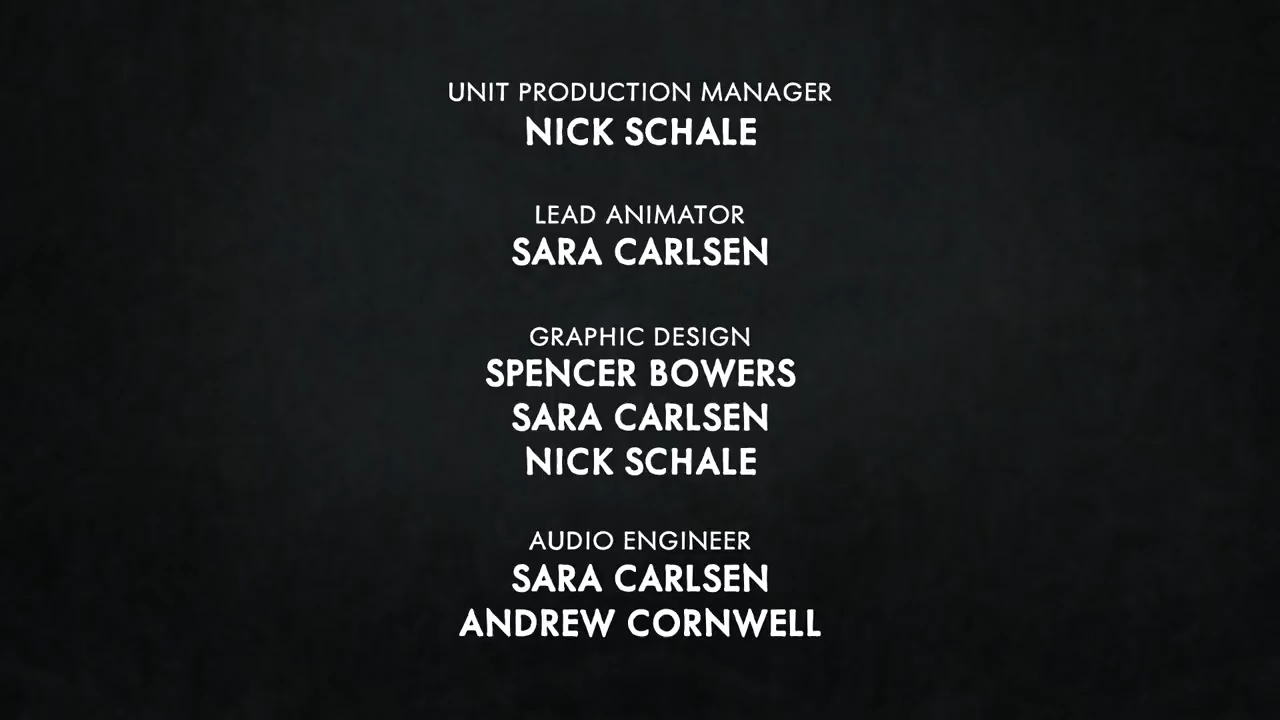 UNIT PRODUCTION MANAGER
NICK SCHALE
LEAD ANIMATOR
SARA CARLSEN
GRAPHIC DESIGN
SPENCER BOWERS
SARA CARLSEN
NICK SCHALE
AUDIO ENGINEER
SARA CARLSEN
ANDREW CORNWELL